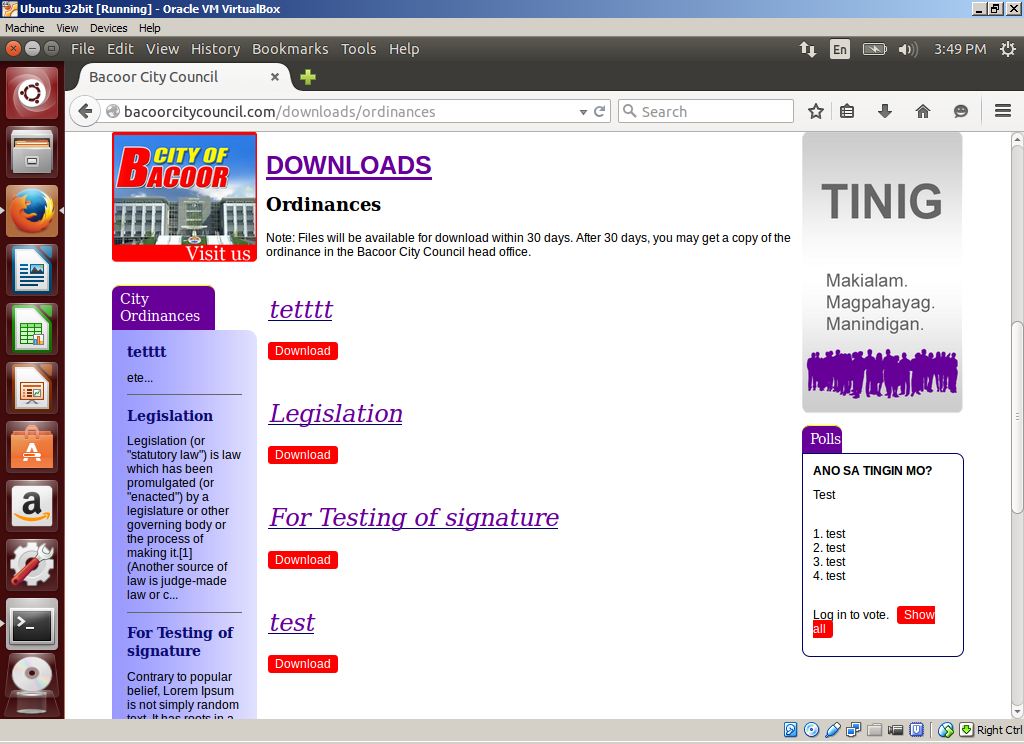 Ubuntu 32bit [Running] - Oracle VM VirtualBox
Machine View Devices Help
File Edit View History Bookmarks Tools Help
En
3:49 PM
Bacoor City Council
bacoorcitycouncil.com/downloads/ordinances
Search
CITY OF
BACOOR
Visit us
City
Ordinances
tetttt
ete...
Legislation
Legislation (or
"statutory law") is law
which has been
promulgated (or
"enacted") by a
legislature or other
governing body or
the process of
making it.[1]
(Another source of
law is judge-made
law or c...
For Testing of
signature
Contrary to popular
belief, Lorem Ipsum
is not simply random
text. It has roots in a
DOWNLOADS
Ordinances
Note: Files will be available for download within 30 days. After 30 days, you may get a copy of the
ordinance in the Bacoor City Council head office.
tetttt
Download
Legislation
Download
For Testing of signature
Download
test
Download
TINIG
Makialam.
Magpahayag.
Manindigan.
Polls
ANO SA TINGIN MO?
Test
1. test
2. test
3. test
4. test
Log in to vote. Show
all
Right Ctrl